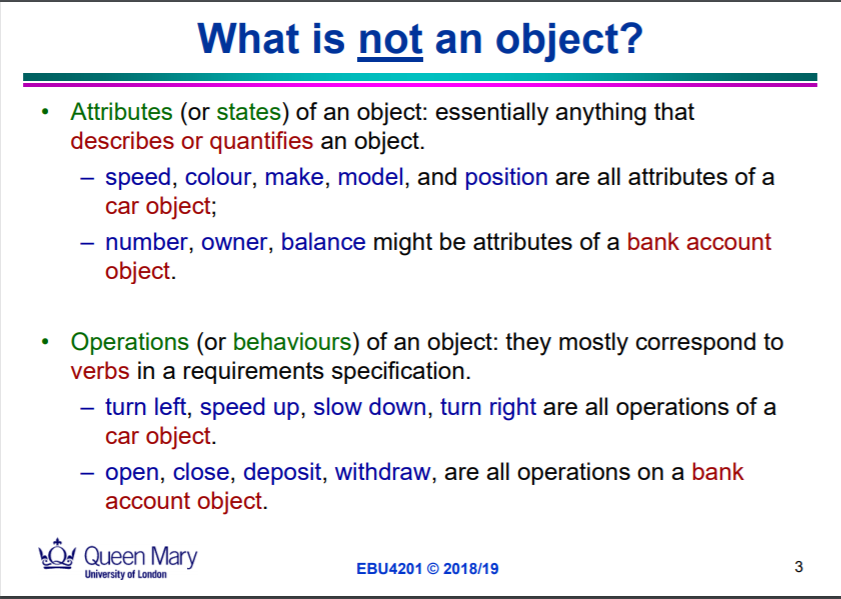 What is not an object?
• Attributes (or states) of an object: essentially anything that
describes or quantifies an object.
– speed, colour, make, model, and position are all attributes of a
car object;
– number, owner, balance might be attributes of a bank account
object.
• Operations (or behaviours) of an object: they mostly correspond to
verbs in a requirements specification.
– turn left, speed up, slow down, turn right are all operations of a
car object.
– open, close, deposit, withdraw, are all operations on a bank
account object.
Queen Mary
University of London
EBU4201 © 2018/19
3